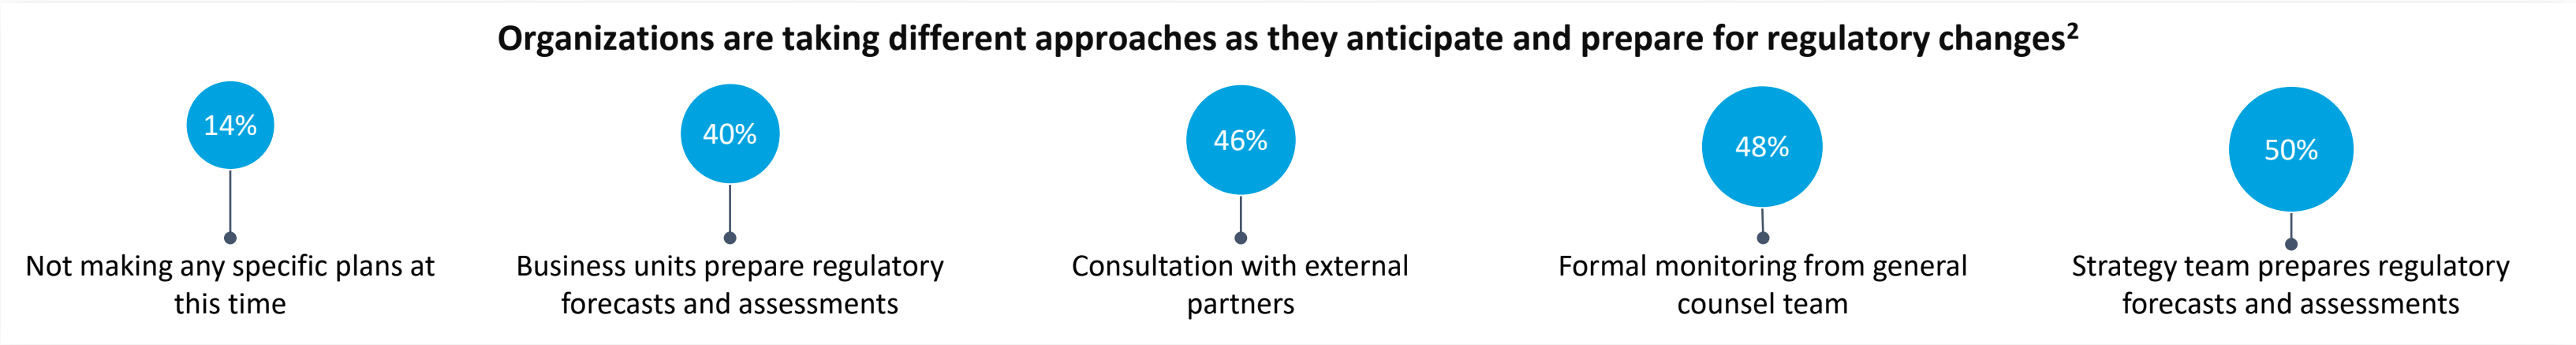 Organizations are taking different approaches as they anticipate and prepare for regulatory changes²
14%
Not making any specific plans at
this time
40%
Business units prepare regulatory
forecasts and assessments
46%
Consultation with external
partners
48%
Formal monitoring from general
counsel team
50%
Strategy team prepares regulatory
forecasts and assessments